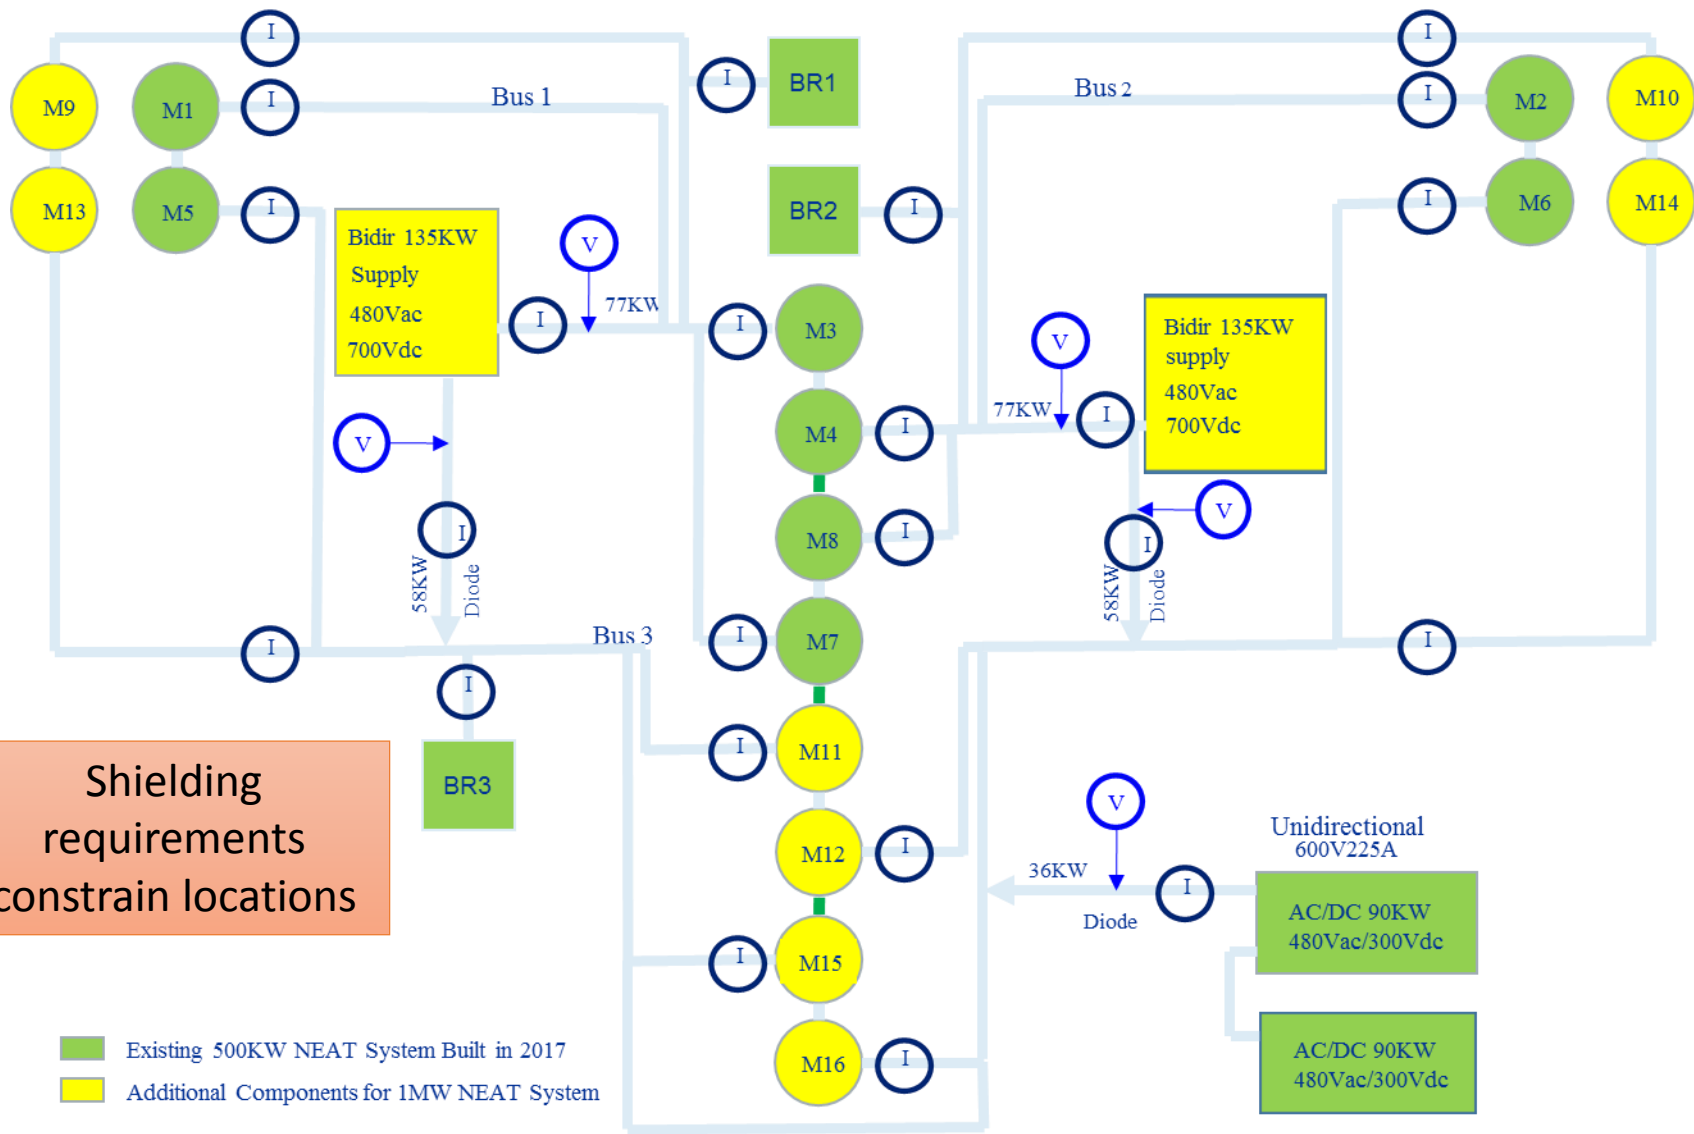 I
I
M9
M1
I
Bus 1
I
BR1
Bus 2
I
M2
M10
M13
M5
I
BR2
I
I
M6
M14
Bidir 135KW
Supply
480Vac
700Vdc
V
I
77KW
I
M3
V
Bidir 135KW
supply
480Vac
700Vdc
77KW
I
V
M4
I
I
58KW
Diode
M8
I
V
I
58KW
Diode
I
Bus 3
I
M7
I
I
BR3
I
M11
Shielding
requirements
constrain locations
M12
I
V
36KW
I
Diode
Unidirectional
600V225A
AC/DC 90KW
480Vac/300Vdc
I
M15
AC/DC 90KW
480Vac/300Vdc
M16
I
Existing 500KW NEAT System Built in 2017
Additional Components for 1MW NEAT System